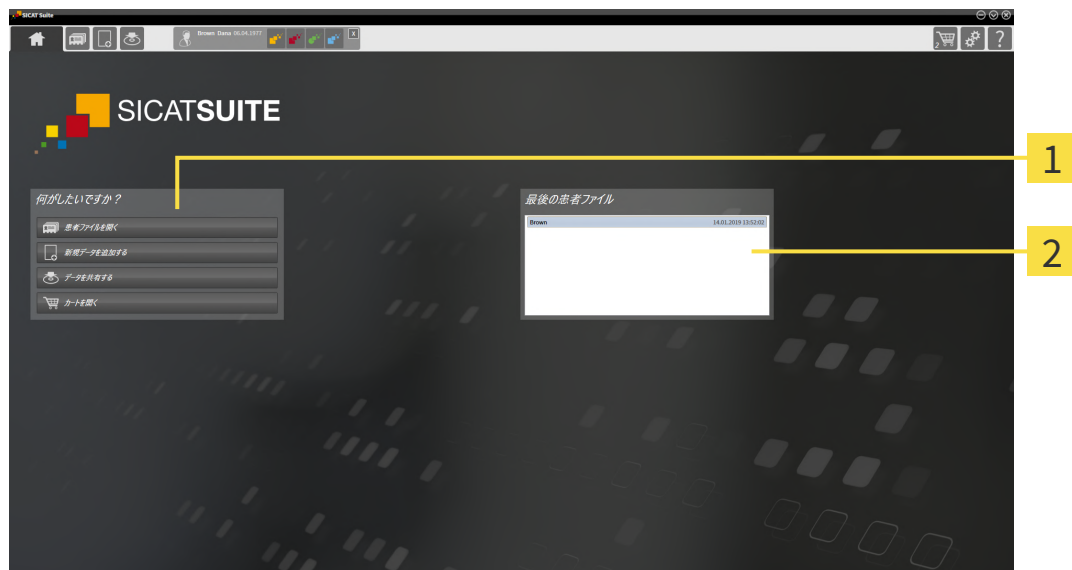 SICAT Suite
Brown Dana 06.04.1977
x
2
?
SICATSUITE
1
何がしたいですか？
最後の患者ファイル
患者ファイルを開く
Brown 14.01.2019 13:52:02
新規データを追加する
2
データを共有する
カートを開く